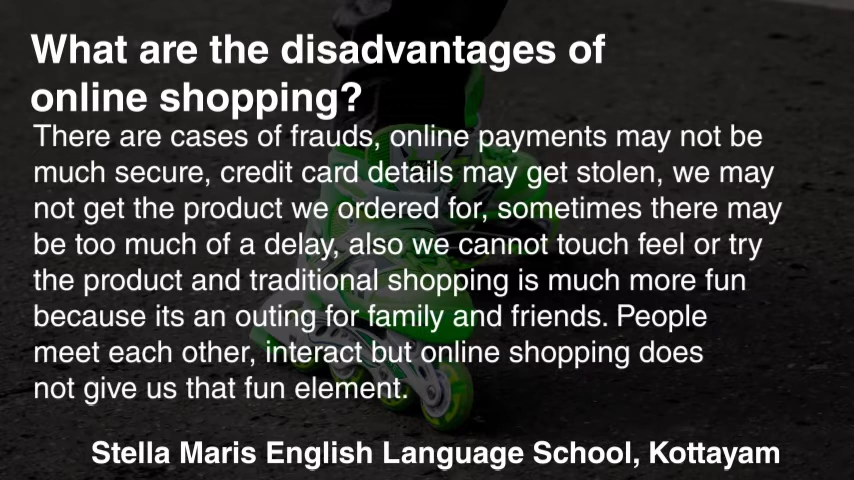 What are the disadvantages of
online shopping?
There are cases of frauds, online payments may not be
much secure, credit card details may get stolen, we may
not get the product we ordered for, sometimes there may
be too much of a delay, also we cannot touch feel or try
the product and traditional shopping is much more fun
because its an outing for family and friends. People
meet each other, interact but online shopping does
not give us that fun element.
Stella Maris English Language School, Kottayam